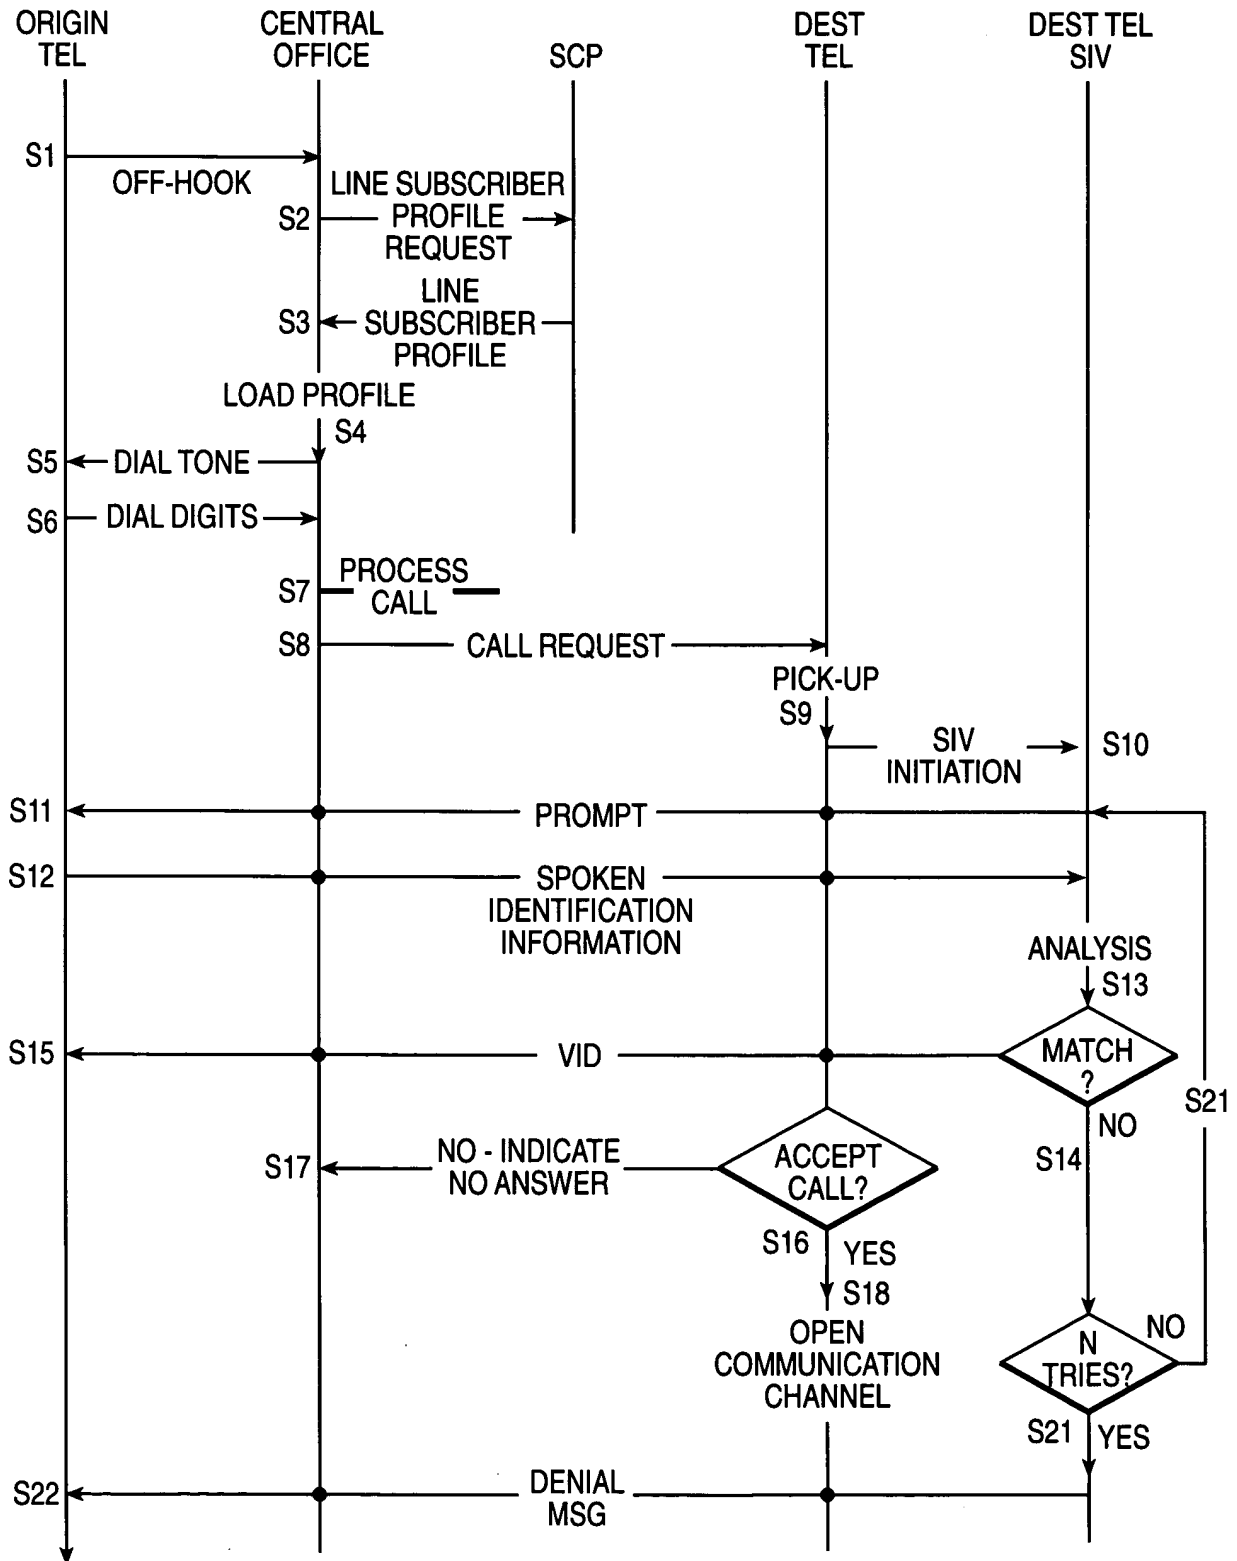 ORIGIN
TEL
CENTRAL
OFFICE
SCP
DEST
TEL
DEST TEL
SIV
S1
OFF-HOOK
S2
LINE SUBSCRIBER
PROFILE
REQUEST
S3
LINE
SUBSCRIBER
PROFILE
LOAD PROFILE
S4
S5
DIAL TONE
S6
DIAL DIGITS
S7
PROCESS
CALL
S8
CALL REQUEST
PICK-UP
S9
SIV
INITIATION
S10
S11
PROMPT
S12
SPOKEN
IDENTIFICATION
INFORMATION
ANALYSIS
S13
S15
VID
MATCH
?
S21
NO
S14
S17
NO - INDICATE
NO ANSWER
ACCEPT
CALL?
S16
YES
S18
OPEN
COMMUNICATION
CHANNEL
N
TRIES?
NO
S21
YES
S22
DENIAL
MSG